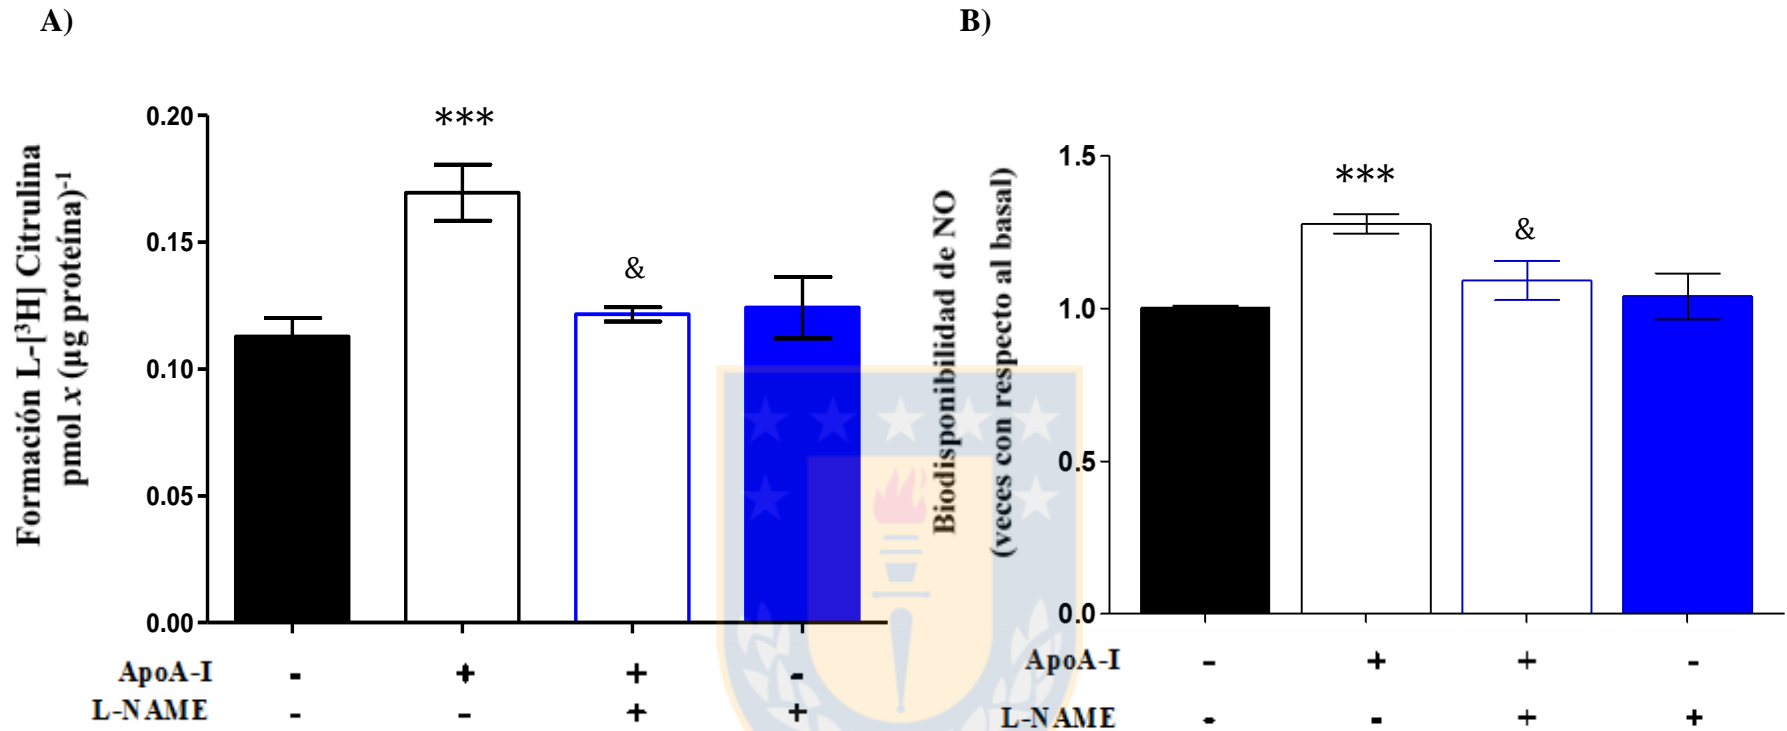 A)
Formación L-[³H] Citrulina
pmol x (μg proteína)⁻¹
0.20
0.15
0.10
0.05
0.00
***
&
ApoA-I - + + -
L-NAME - - + +
B)
Biodisponibilidad de NO
(veces con respecto al basal)
1.5
1.0
0.5
0.0
***
&
ApoA-I - + + -
L-NAME - - + +